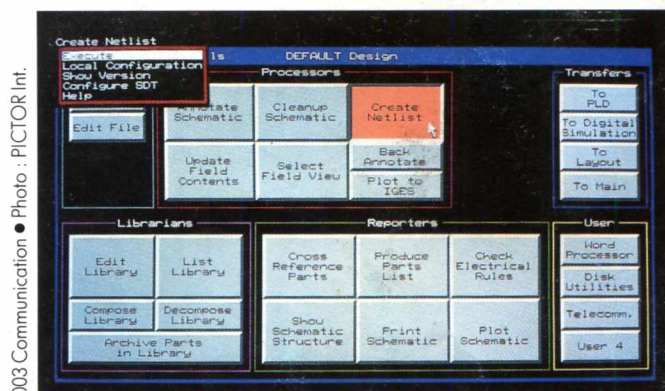 Create Netlist
Execute
Local Configuration
Show Version
Configure SDT
Help
ls DEFAULT Design
Processors
Transfers
Edit File
Annotate
Schematic
Cleanup
Schematic
Create
Netlist
Update
Field
Contents
Select
Field View
Back
Annotate
Plot to
IGES
To
PLD
To Digital
Simulation
To
Layout
To Main
Librarians
Edit
Library
List
Library
Compose
Library
Decompose
Library
Archive Parts
in Library
Reporters
Cross
Reference
Parts
Produce
Parts
List
Check
Electrical
Rules
Show
Schematic
Structure
Print
Schematic
Plot
Schematic
User
Word
Processor
Disk
Utilities
Telecomm.
User 4
003 Communication ● Photo : PICTOR Int.